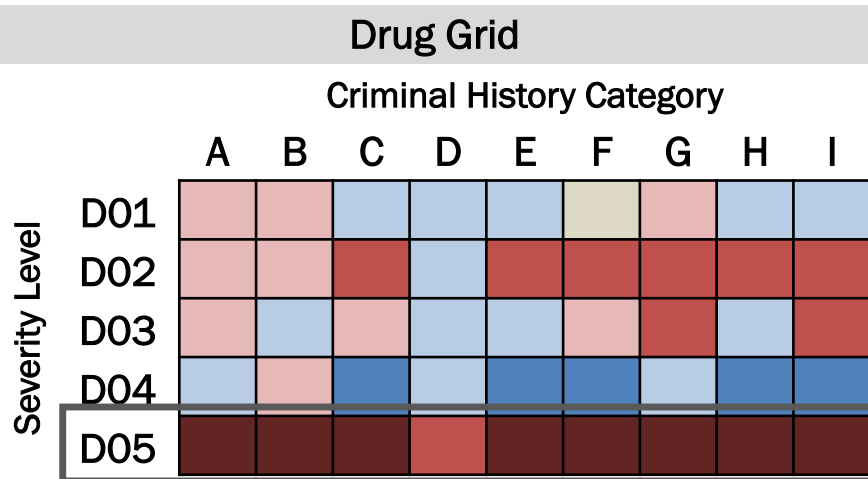 Drug Grid
Criminal History Category
A B C D E F G H I
Severity Level
D01
D02
D03
D04
D05